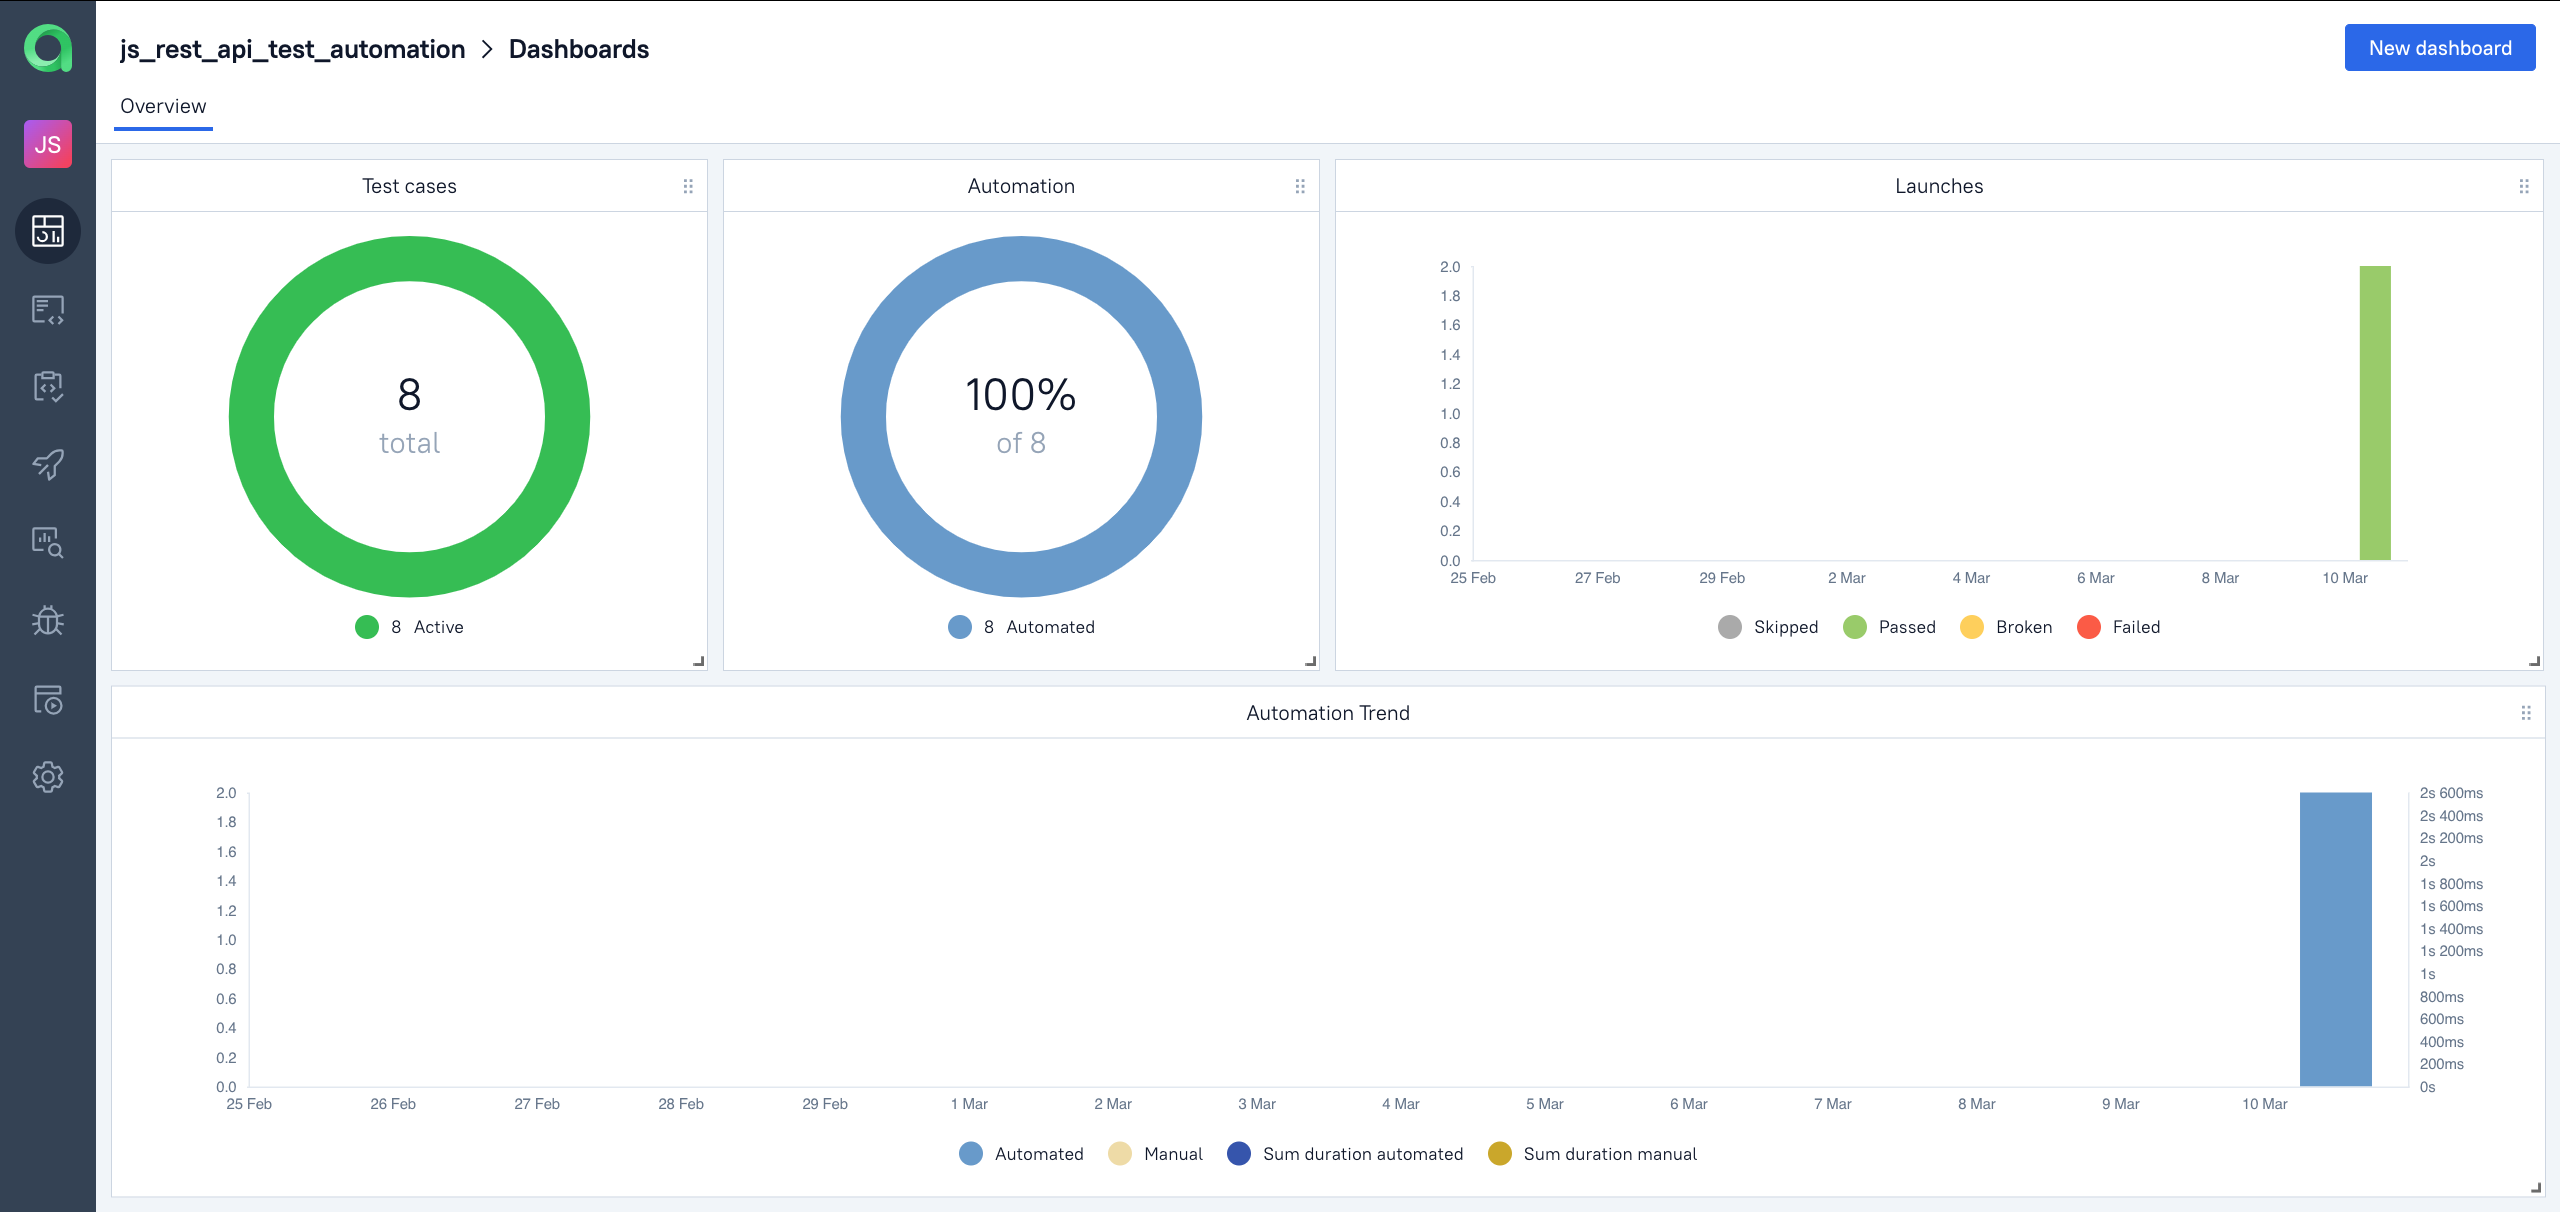 js_rest_api_test_automation > Dashboards
New dashboard
Overview
JS
Test cases
8
total
8 Active
Automation
100%
of 8
8 Automated
Launches
2.0
1.8
1.6
1.4
1.2
1.0
0.8
0.6
0.4
0.2
0.0
25 Feb 27 Feb 29 Feb 2 Mar 4 Mar 6 Mar 8 Mar 10 Mar
Skipped Passed Broken Failed
Automation Trend
2.0
1.8
1.6
1.4
1.2
1.0
0.8
0.6
0.4
0.2
0.0
2s 600ms
2s 400ms
2s 200ms
2s
1s 800ms
1s 600ms
1s 400ms
1s 200ms
1s
800ms
600ms
400ms
200ms
0s
25 Feb 26 Feb 27 Feb 28 Feb 29 Feb 1 Mar 2 Mar 3 Mar 4 Mar 5 Mar 6 Mar 7 Mar 8 Mar 9 Mar 10 Mar
Automated Manual Sum duration automated Sum duration manual